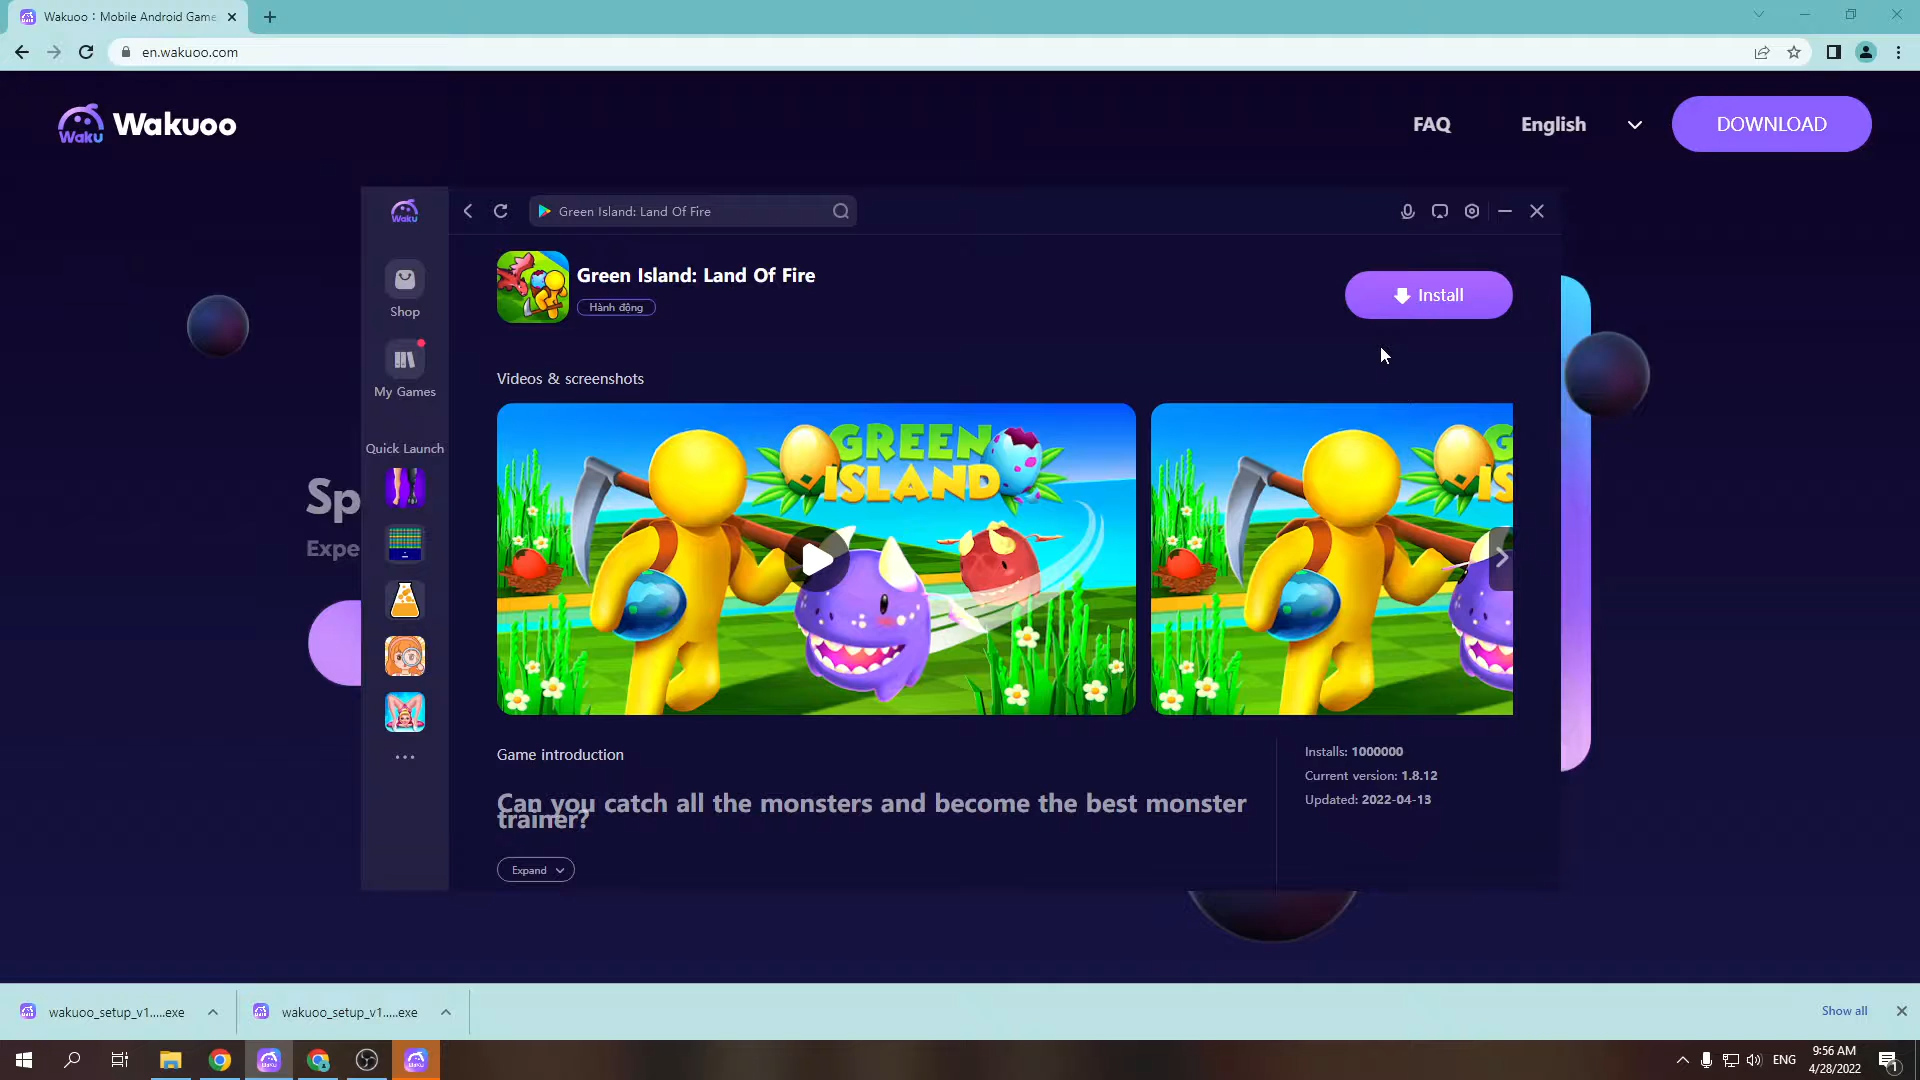 Wakuoo : Mobile Android Game
en.wakuoo.com
Waku Wakuoo
FAQ
English
DOWNLOAD
Waku
Green Island: Land Of Fire
Shop
My Games
Quick Launch
Green Island: Land Of Fire
Hành động
Install
Videos & screenshots
GREEN
ISLAND
Sp
Expe
Game introduction
Can you catch all the monsters and become the best monster
trainer?
Expand
Installs: 1000000
Current version: 1.8.12
Updated: 2022-04-13
wakuoo_setup_v1.....exe
wakuoo_setup_v1.....exe
Show all
ENG
9:56 AM
4/28/2022
1